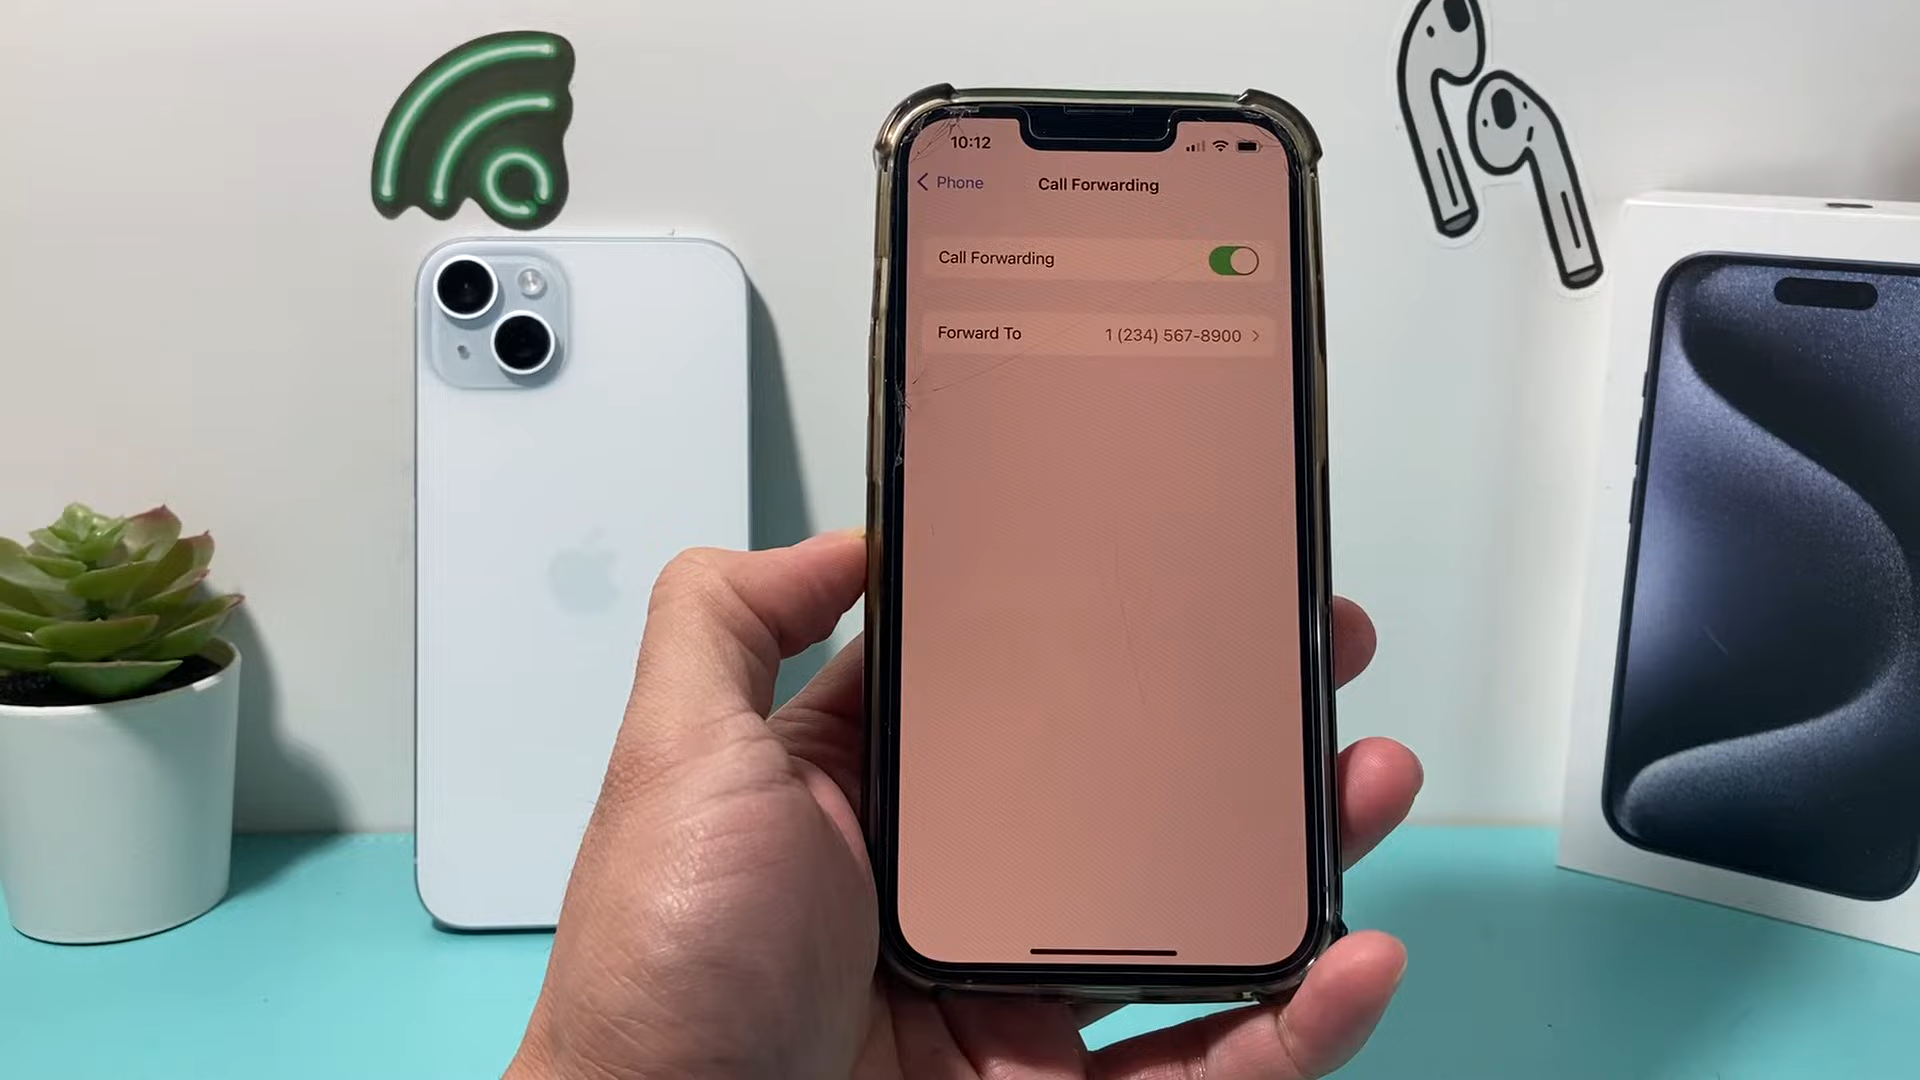 10:12
Phone
Call Forwarding
Call Forwarding
Forward To 1 (234) 567-8900